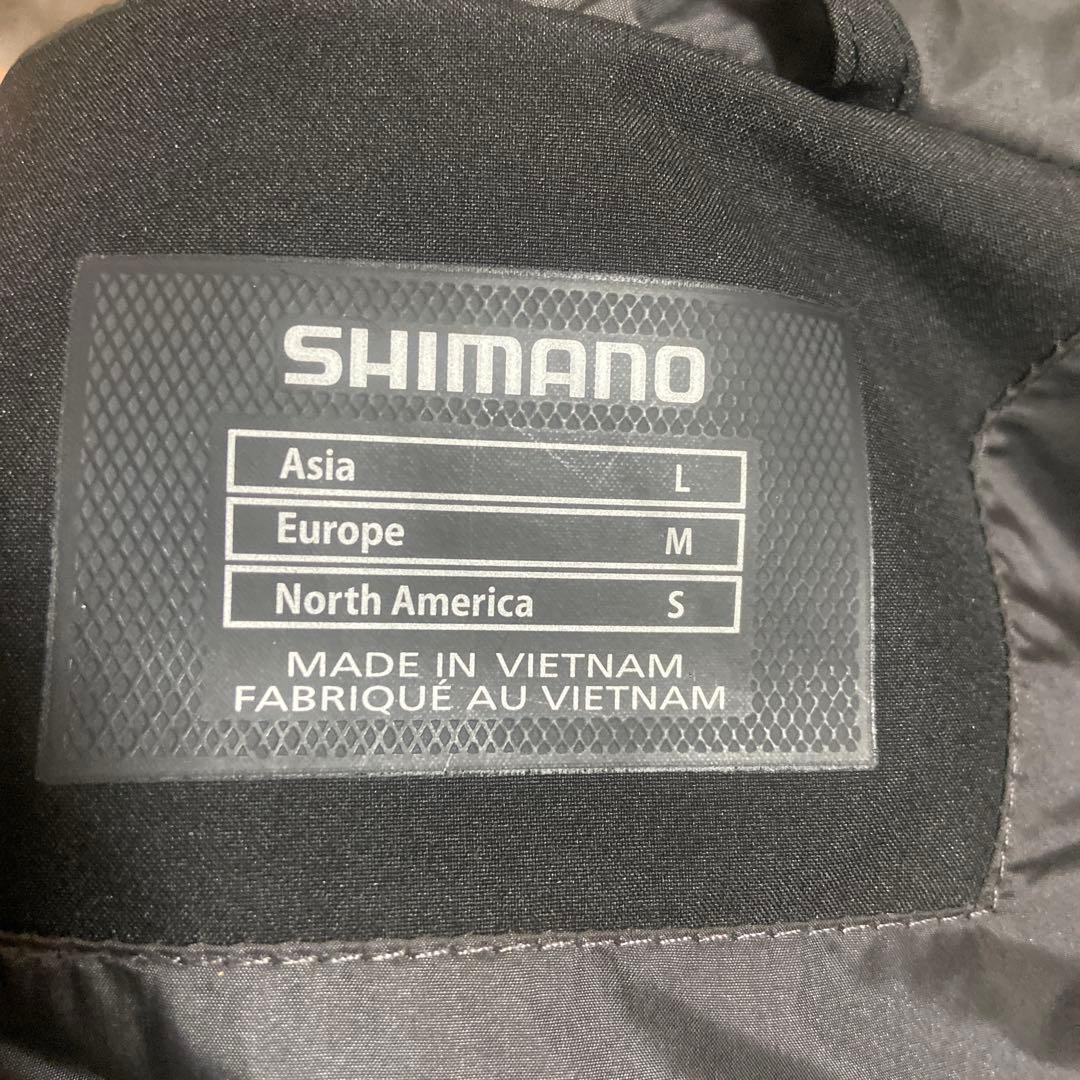 SHIMANO
Asia L
Europe M
North America S
MADE IN VIETNAM
FABRIQUÉ AU VIETNAM